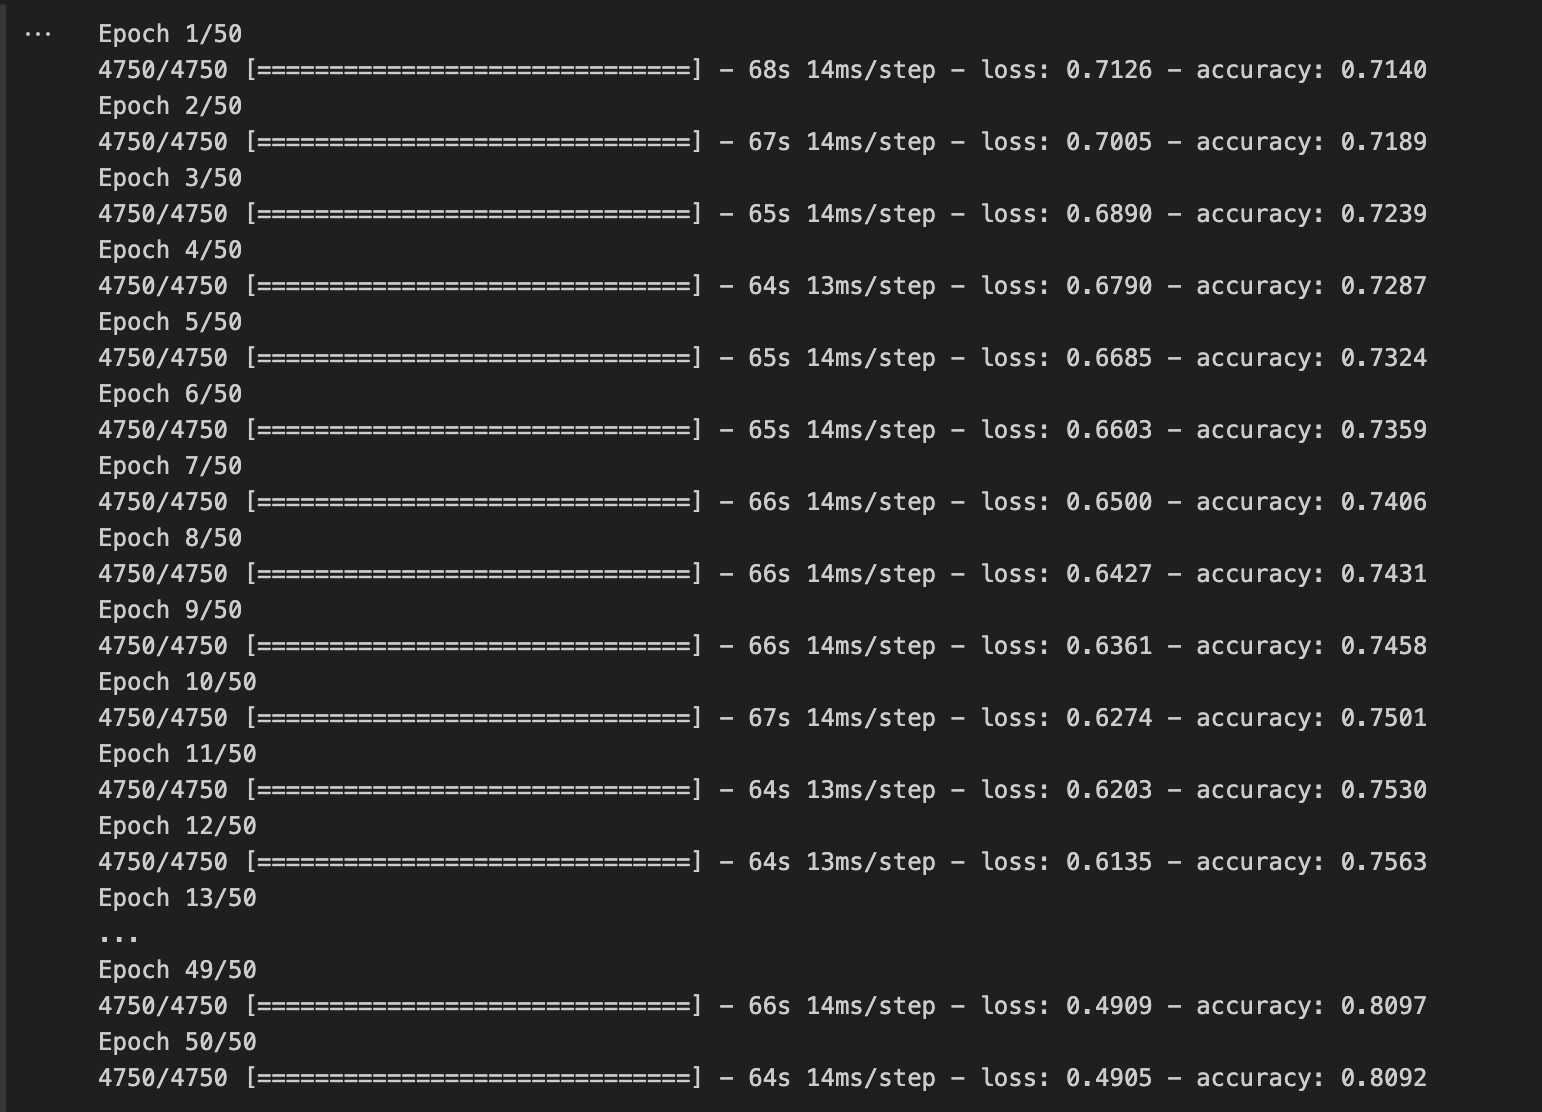 ...
Epoch 1/50
4750/4750 [==============================] - 68s 14ms/step - loss: 0.7126 - accuracy: 0.7140
Epoch 2/50
4750/4750 [==============================] - 67s 14ms/step - loss: 0.7005 - accuracy: 0.7189
Epoch 3/50
4750/4750 [==============================] - 65s 14ms/step - loss: 0.6890 - accuracy: 0.7239
Epoch 4/50
4750/4750 [==============================] - 64s 13ms/step - loss: 0.6790 - accuracy: 0.7287
Epoch 5/50
4750/4750 [==============================] - 65s 14ms/step - loss: 0.6685 - accuracy: 0.7324
Epoch 6/50
4750/4750 [==============================] - 65s 14ms/step - loss: 0.6603 - accuracy: 0.7359
Epoch 7/50
4750/4750 [==============================] - 66s 14ms/step - loss: 0.6500 - accuracy: 0.7406
Epoch 8/50
4750/4750 [==============================] - 66s 14ms/step - loss: 0.6427 - accuracy: 0.7431
Epoch 9/50
4750/4750 [==============================] - 66s 14ms/step - loss: 0.6361 - accuracy: 0.7458
Epoch 10/50
4750/4750 [==============================] - 67s 14ms/step - loss: 0.6274 - accuracy: 0.7501
Epoch 11/50
4750/4750 [==============================] - 64s 13ms/step - loss: 0.6203 - accuracy: 0.7530
Epoch 12/50
4750/4750 [==============================] - 64s 13ms/step - loss: 0.6135 - accuracy: 0.7563
Epoch 13/50
...
Epoch 49/50
4750/4750 [==============================] - 66s 14ms/step - loss: 0.4909 - accuracy: 0.8097
Epoch 50/50
4750/4750 [==============================] - 64s 14ms/step - loss: 0.4905 - accuracy: 0.8092